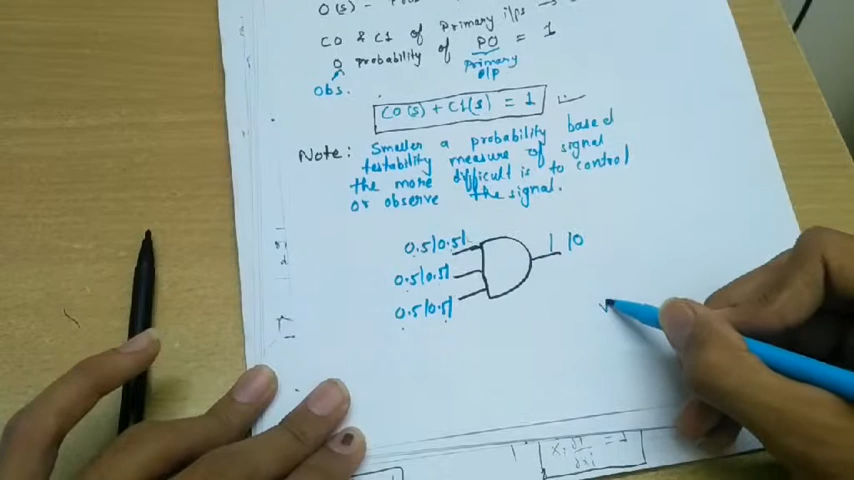 O(s) -
C0 & C1 of Primary i/ps →
O probability of PO = 1
Primary
O/P
Obs.
C0(s) + C1(s) = 1
Note: Smaller a probability based
testability measure of signal
the more difficult is to control
or observe the signal.
0.5|0.5|
0.5|0.5|
0.5|0.5|
| |0